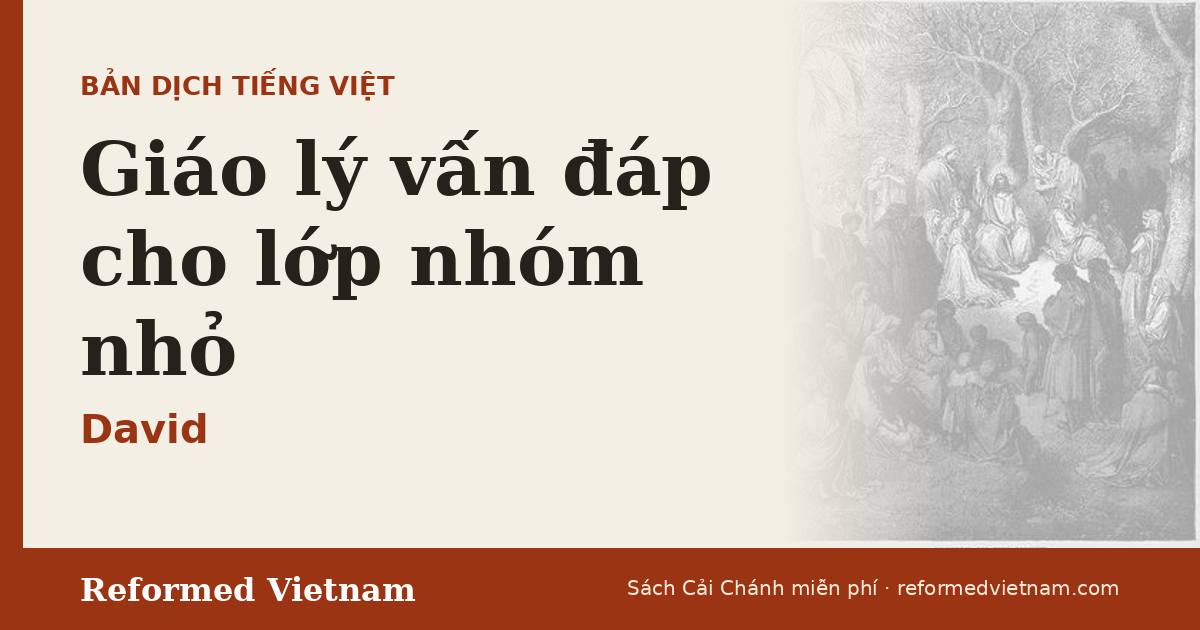 BẢN DỊCH TIẾNG VIỆT
Giáo lý vấn đáp
cho lớp nhóm
nhỏ
David
Reformed Vietnam
Sách Cải Chánh miễn phí · reformedvietnam.com